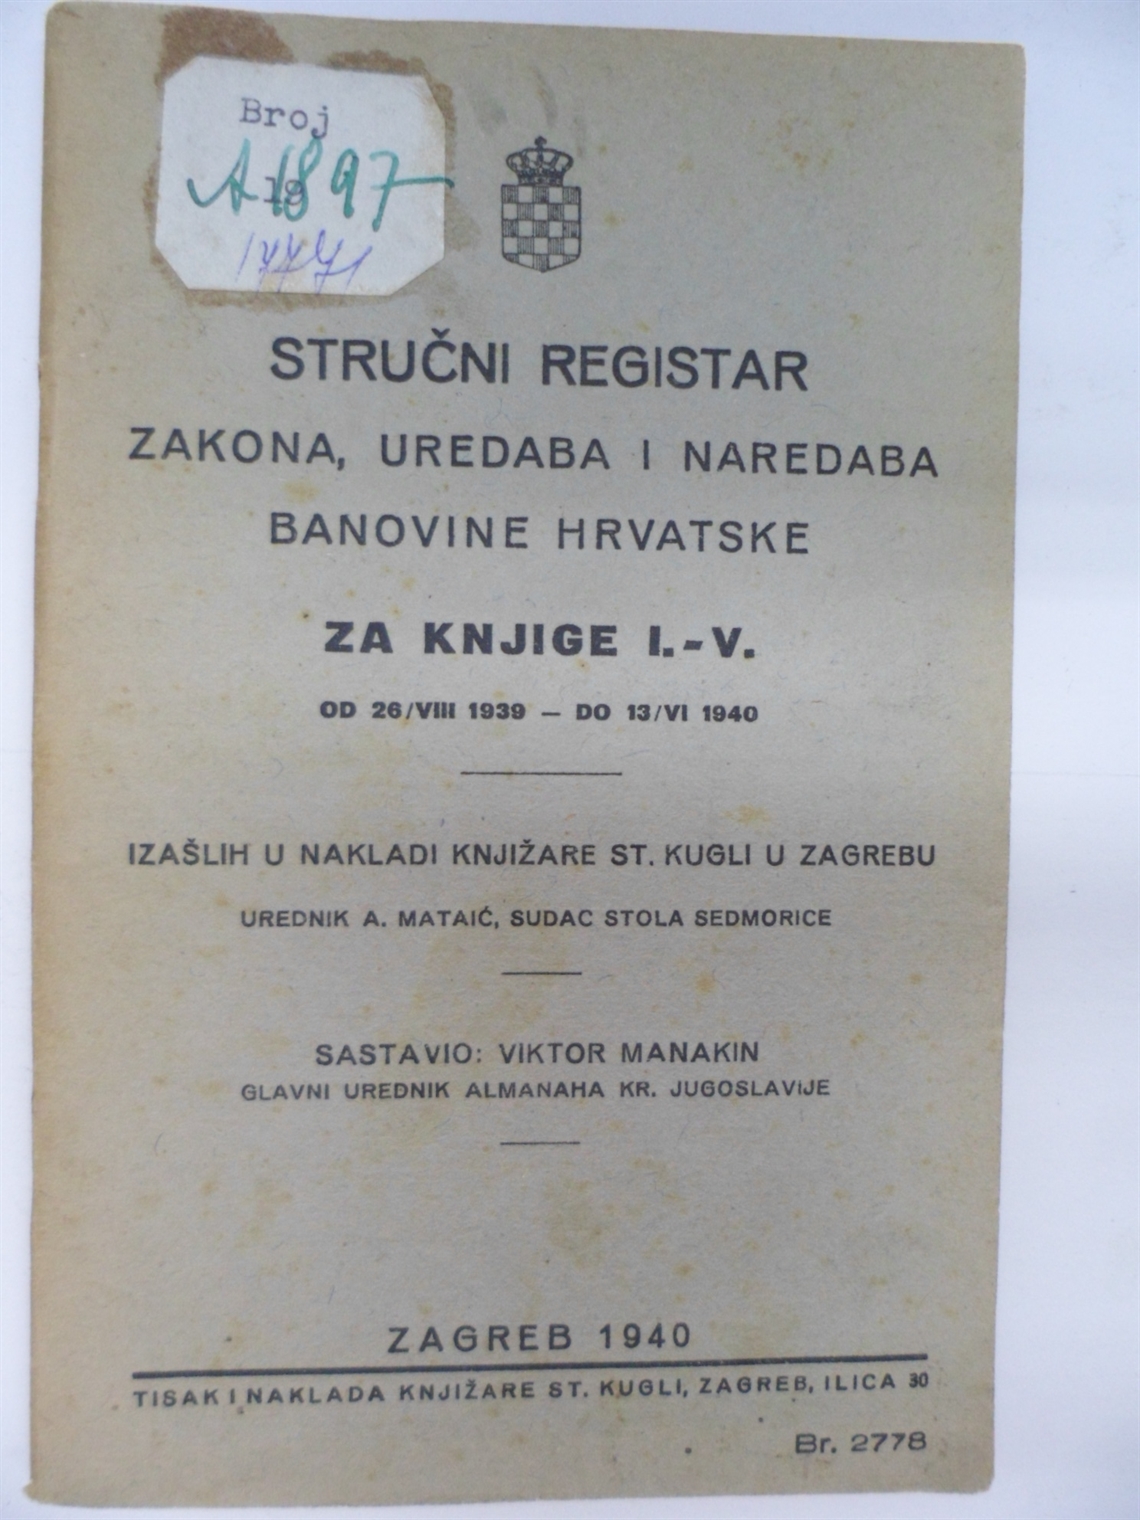 Broj
19
A 1897
STRUČNI REGISTAR
ZAKONA, UREDABA I NAREDABA
BANOVINE HRVATSKE
ZA KNJIGE I.-V.
OD 26/VIII 1939 — DO 13/VI 1940
IZAŠLIH U NAKLADI KNJIŽARE ST. KUGLI U ZAGREBU
UREDNIK A. MATAIĆ, SUDAC STOLA SEDMORICE
SASTAVIO: VIKTOR MANAKIN
GLAVNI UREDNIK ALMANAHA KR. JUGOSLAVIJE
ZAGREB 1940
TISAK I NAKLADA KNJIŽARE ST. KUGLI, ZAGREB, ILICA 30
Br. 2778